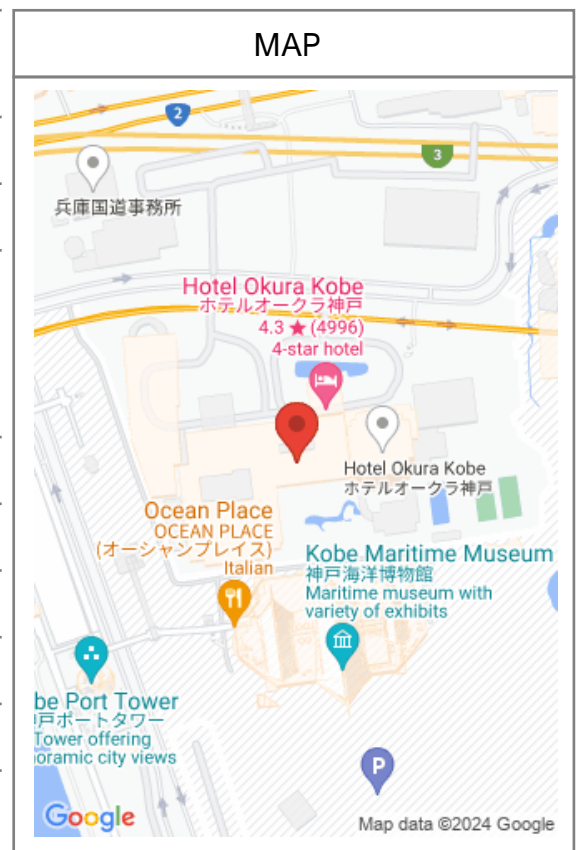 MAP
2
3
兵庫国道事務所
Hotel Okura Kobe
ホテルオークラ神戸
4.3 ★ (4996)
4-star hotel
Hotel Okura Kobe
ホテルオークラ神戸
Ocean Place
OCEAN PLACE
(オーシャンプレイス)
Italian
Kobe Maritime Museum
神戸海洋博物館
Maritime museum with
variety of exhibits
be Port Tower
戸ポートタワー
Tower offering
oramic city views
P
Google
Map data ©2024 Google